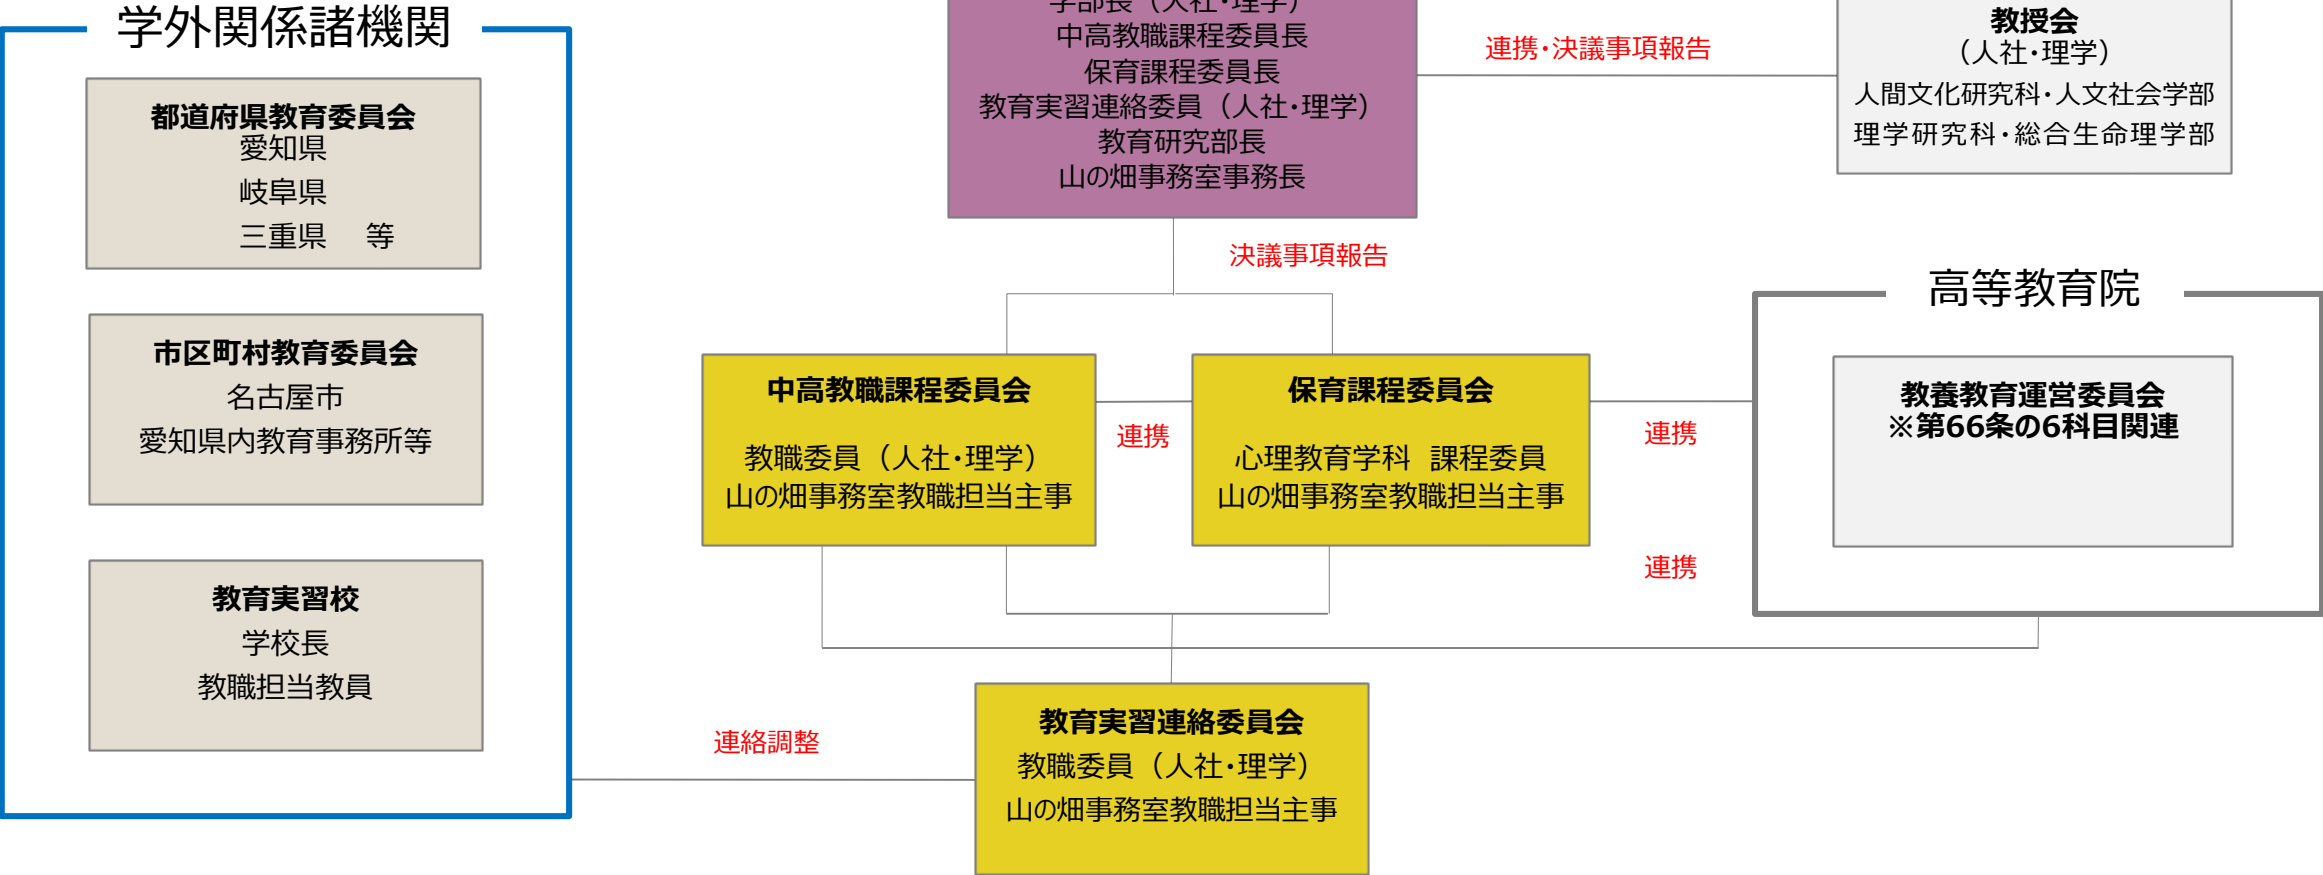 学外関係諸機関
都道府県教育委員会
愛知県
岐阜県
三重県 等
市区町村教育委員会
名古屋市
愛知県内教育事務所等
教育実習校
学校長
教職担当教員
学部長（人社･理学）
中高教職課程委員長
保育課程委員長
教育実習連絡委員（人社･理学）
教育研究部長
山の畑事務室事務長
連携･決議事項報告
教授会
（人社･理学）
人間文化研究科･人文社会学部
理学研究科･総合生命理学部
決議事項報告
中高教職課程委員会
教職委員（人社･理学）
山の畑事務室教職担当主事
連携
保育課程委員会
心理教育学科 課程委員
山の畑事務室教職担当主事
連携
連携
高等教育院
教養教育運営委員会
※第66条の6科目関連
連絡調整
教育実習連絡委員会
教職委員（人社･理学）
山の畑事務室教職担当主事